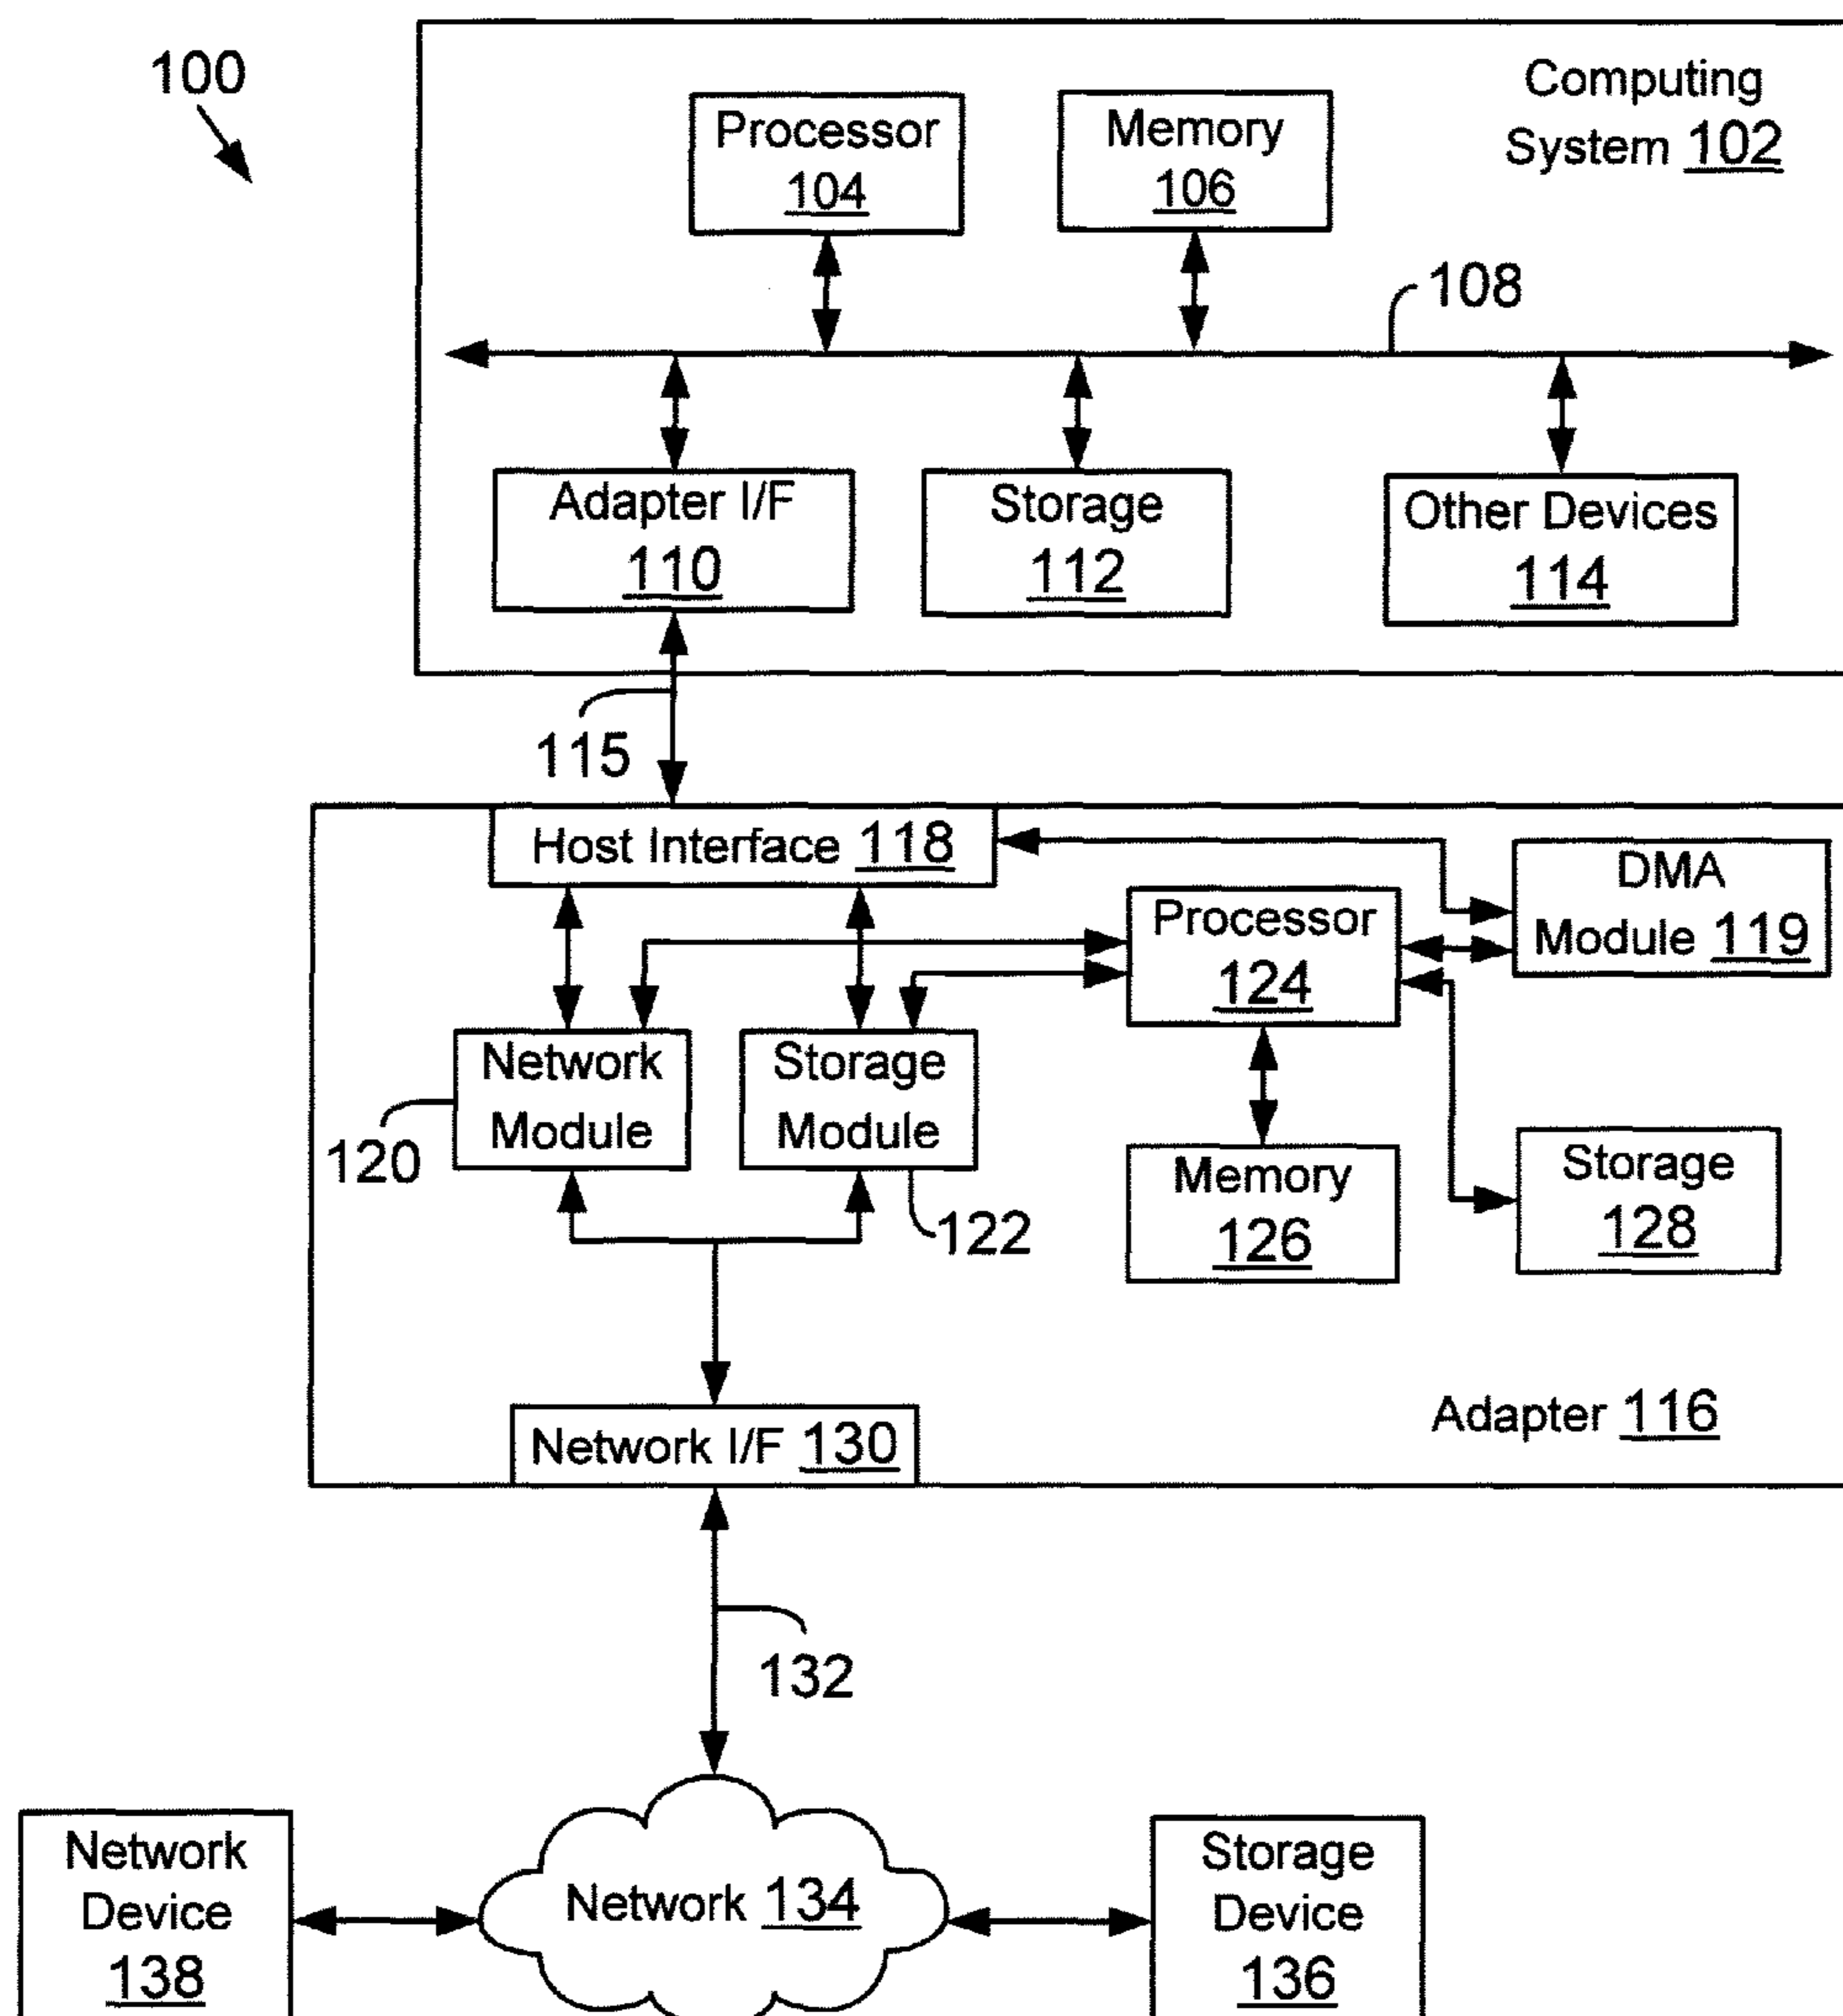 100
Computing
System 102
Processor
104
Memory
106
108
Adapter I/F
110
Storage
112
Other Devices
114
115
Host Interface 118
DMA
Module 119
Processor
124
Network
Module
120
Storage
Module
122
Memory
126
Storage
128
Adapter 116
Network I/F 130
132
Network
Device
138
Network 134
Storage
Device
136